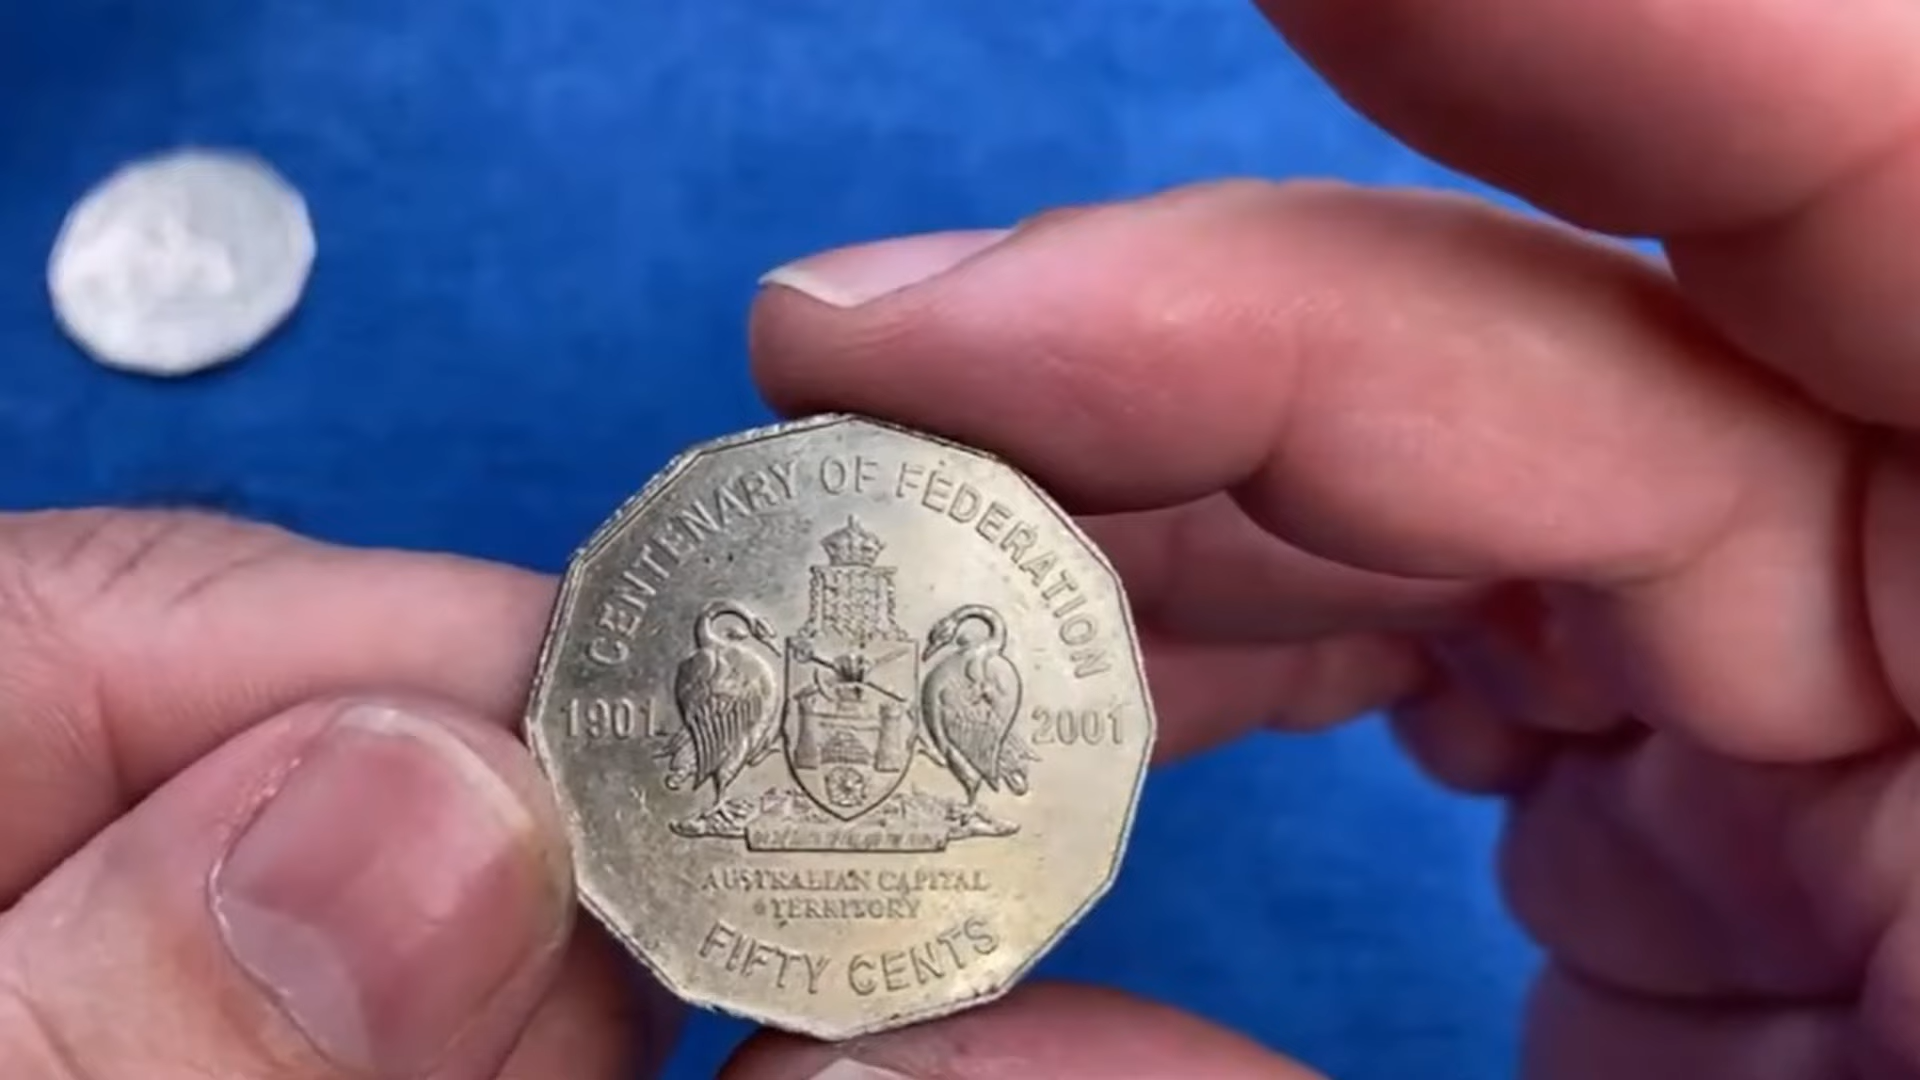 CENTENARY OF FEDERATION
1901
2001
AUSTRALIAN CAPITAL
TERRITORY
FIFTY CENTS